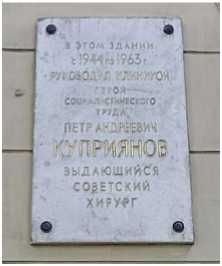 В ЭТОМ ЗДАНИИ
С 1944 ПО 1963 Г.
РУКОВОДИЛ КЛИНИКОЙ
ГЕРОЙ
СОЦИАЛИСТИЧЕСКОГО
ТРУДА
ПЕТР АНДРЕЕВИЧ
КУПРИЯНОВ
ВЫДАЮЩИЙСЯ
СОВЕТСКИЙ
ХИРУРГ